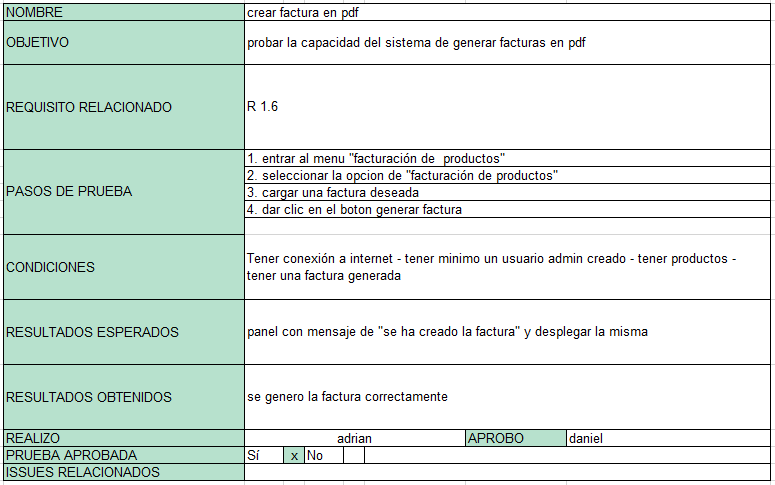 NOMBRE crear factura en pdf
OBJETIVO probar la capacidad del sistema de generar facturas en pdf
REQUISITO RELACIONADO R 1.6
PASOS DE PRUEBA
1. entrar al menu "facturación de  productos"
2. seleccionar la opcion de "facturación de productos"
3. cargar una factura deseada
4. dar clic en el boton generar factura
CONDICIONES
Tener conexión a internet - tener minimo un usuario admin creado - tener productos -
tener una factura generada
RESULTADOS ESPERADOS panel con mensaje de "se ha creado la factura" y desplegar la misma
RESULTADOS OBTENIDOS se genero la factura correctamente
REALIZO adrian APROBO daniel
PRUEBA APROBADA Sí x No
ISSUES RELACIONADOS